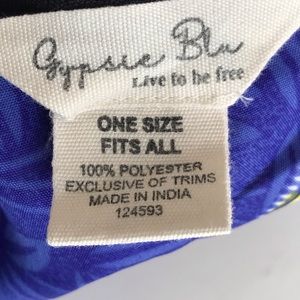 Gypsie Blu
Live to be free
ONE SIZE
FITS ALL
100% POLYESTER
EXCLUSIVE OF TRIMS
MADE IN INDIA
124593